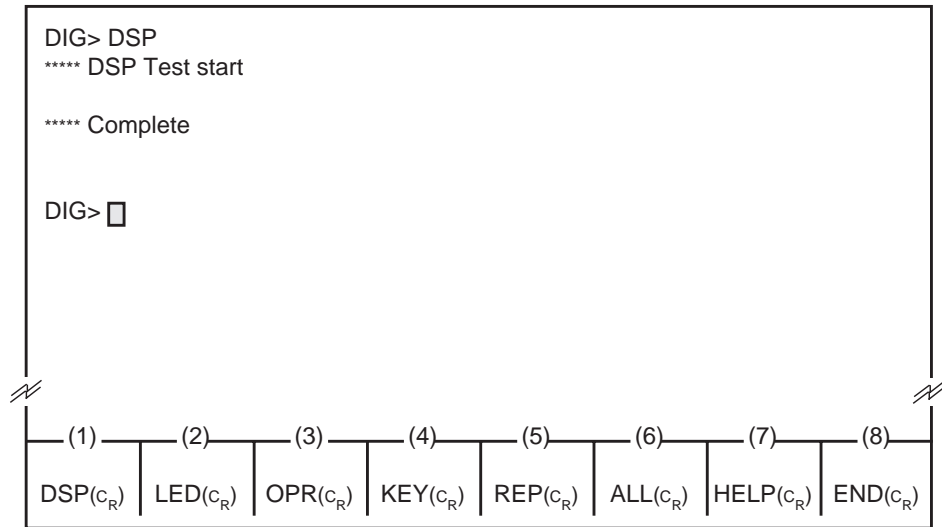 DIG> DSP
***** DSP Test start
***** Complete
DIG>
(1) (2) (3) (4) (5) (6) (7) (8)
DSP(CR) LED(CR) OPR(CR) KEY(CR) REP(CR) ALL(CR) HELP(CR) END(CR)